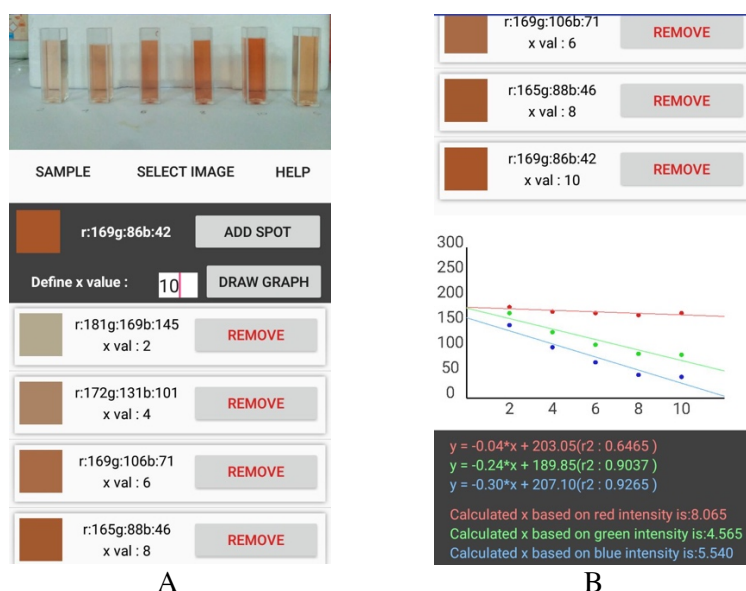 SAMPLE SELECT IMAGE HELP
r:169g:86b:42 ADD SPOT
Define x value : 10 DRAW GRAPH
r:181g:169b:145
x val : 2
REMOVE
r:172g:131b:101
x val : 4
REMOVE
r:169g:106b:71
x val : 6
REMOVE
r:165g:88b:46
x val : 8
REMOVE
A
r:169g:106b:71
x val : 6
REMOVE
r:165g:88b:46
x val : 8
REMOVE
r:169g:86b:42
x val : 10
REMOVE
300
250
200
150
100
50
0
2 4 6 8 10
y = -0.04*x + 203.05(r2 : 0.6465 )
y = -0.24*x + 189.85(r2 : 0.9037 )
y = -0.30*x + 207.10(r2 : 0.9265 )
Calculated x based on red intensity is:8.065
Calculated x based on green intensity is:4.565
Calculated x based on blue intensity is:5.540
B